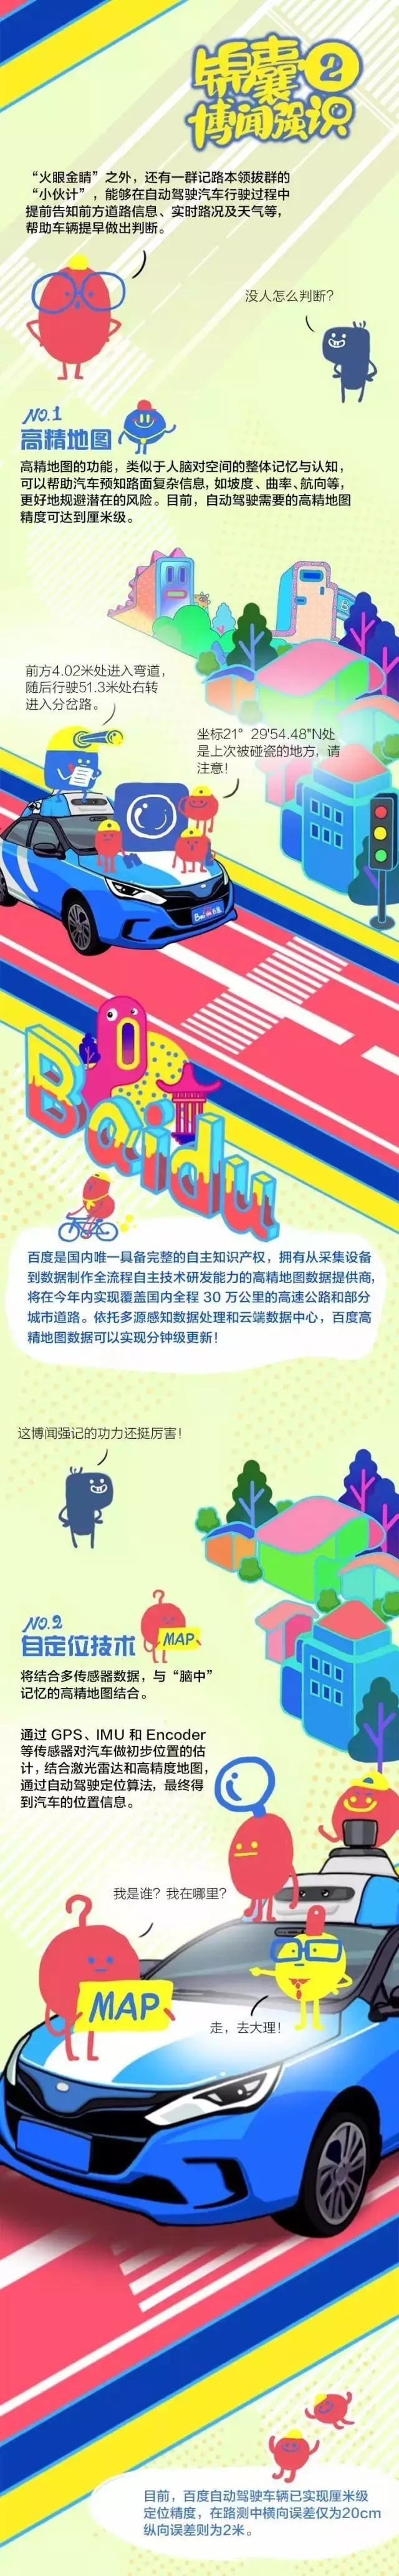 锦囊2
博闻强识
“火眼金睛”之外，还有一群记路本领拔群的
“小伙计”，能够在自动驾驶汽车行驶过程中
提前告知前方道路信息、实时路况及天气等，
帮助车辆提早做出判断。
没人怎么判断？
NO.1
高精地图
高精地图的功能，类似于人脑对空间的整体记忆与认知，
可以帮助汽车预知路面复杂信息，如坡度、曲率、航向等，
更好地规避潜在的风险。目前，自动驾驶需要的高精地图
精度可达到厘米级。
前方4.02米处进入弯道，
随后行驶51.3米处右转
进入分岔路。
坐标21°29'54.48"N处
是上次被碰瓷的地方，请
注意！
Baidu
百度是国内唯一具备完整的自主知识产权，拥有从采集设备
到数据制作全流程自主技术研发能力的高精地图数据提供商，
将在今年内实现覆盖国内全程 30 万公里的高速公路和部分
城市道路。依托多源感知数据处理和云端数据中心，百度高
精地图数据可以实现分钟级更新！
这博闻强记的功力还挺厉害！
NO.2
自定位技术
MAP
将结合多传感器数据，与“脑中”
记忆的高精地图结合。
通过 GPS、IMU 和 Encoder
等传感器对汽车做初步位置的估
计，结合激光雷达和高精度地图，
通过自动驾驶定位算法，最终得
到汽车的位置信息。
我是谁？我在哪里？
MAP
走，去大理！
目前，百度自动驾驶车辆已实现厘米级
定位精度，在路测中横向误差仅为20cm
纵向误差则为2米。